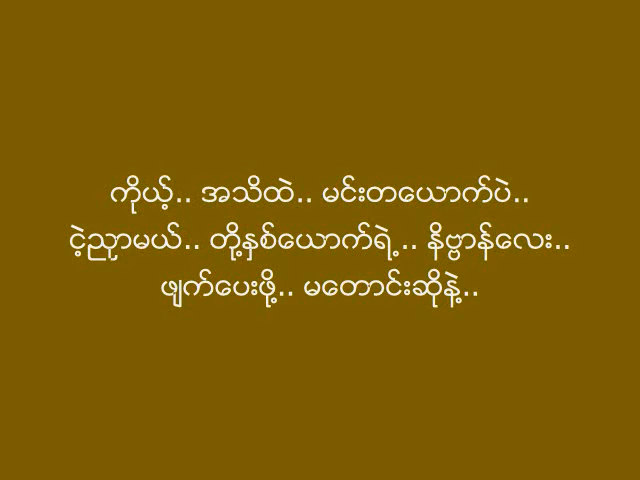 ကိုယ့်.. အသိထဲ.. မင်းတယောက်ပဲ..
ငဲ့ညှာမယ်.. တို့နှစ်ယောက်ရဲ့.. နိဗ္ဗာန်လေး..
ဖျက်ပေးဖို့.. မတောင်းဆိုနဲ့..